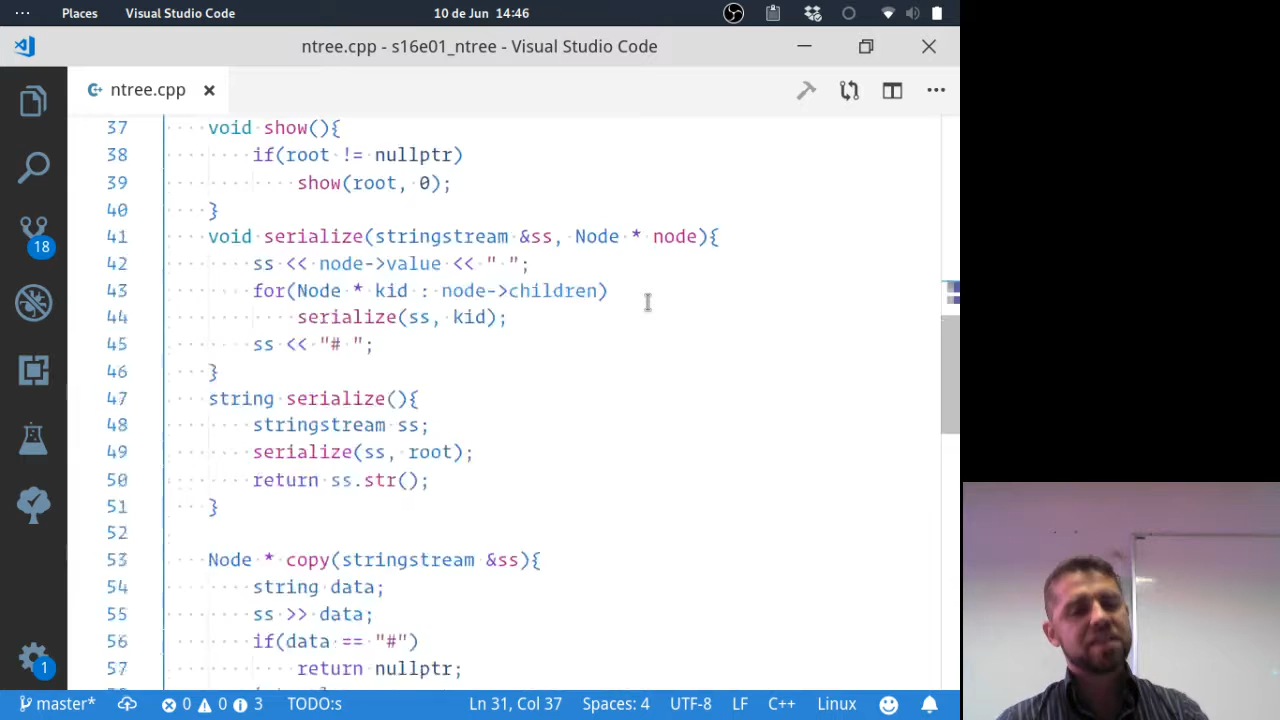 ··· Places Visual Studio Code 10 de Jun 14:46
ntree.cpp - s16e01_ntree - Visual Studio Code
ntree.cpp
37 void show(){
38 if(root != nullptr)
39 show(root, 0);
40 }
41 void serialize(stringstream &ss, Node * node){
42 ss << node->value << " ";
43 for(Node * kid : node->children)
44 serialize(ss, kid);
45 ss << "# ";
46 }
47 string serialize(){
48 stringstream ss;
49 serialize(ss, root);
50 return ss.str();
51 }
52
53 Node * copy(stringstream &ss){
54 string data;
55 ss >> data;
56 if(data == "#")
57 return nullptr;
18
1
master* 0 0 3 TODO:s Ln 31, Col 37 Spaces: 4 UTF-8 LF C++ Linux